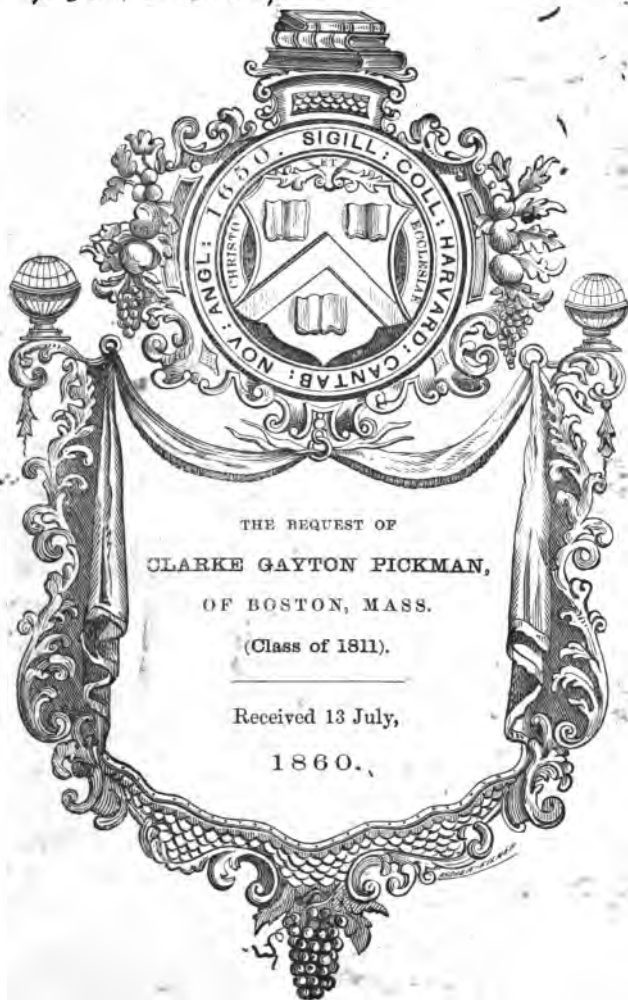 SIGILL: COLL: HARVARD: CANTAB: NOV: ANGL: 1650.
ET
CHRISTO
ECCLESIAE
THE BEQUEST OF
CLARKE GAYTON PICKMAN,
OF BOSTON, MASS.
(Class of 1811).
Received 13 July,
1860.